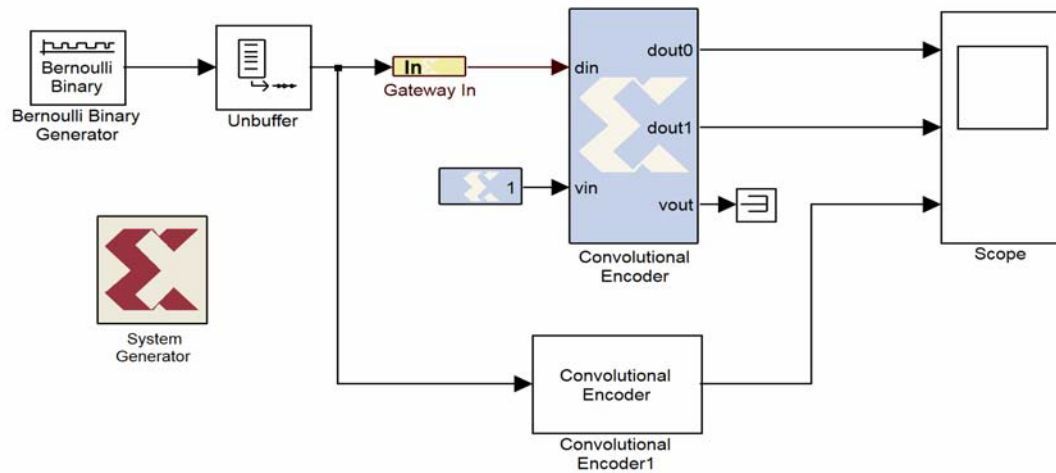 Bernoulli
Binary
Bernoulli Binary
Generator
Unbuffer
In
Gateway In
1
din
vin
dout0
dout1
vout
Convolutional
Encoder
Scope
System
Generator
Convolutional
Encoder
Convolutional
Encoder1